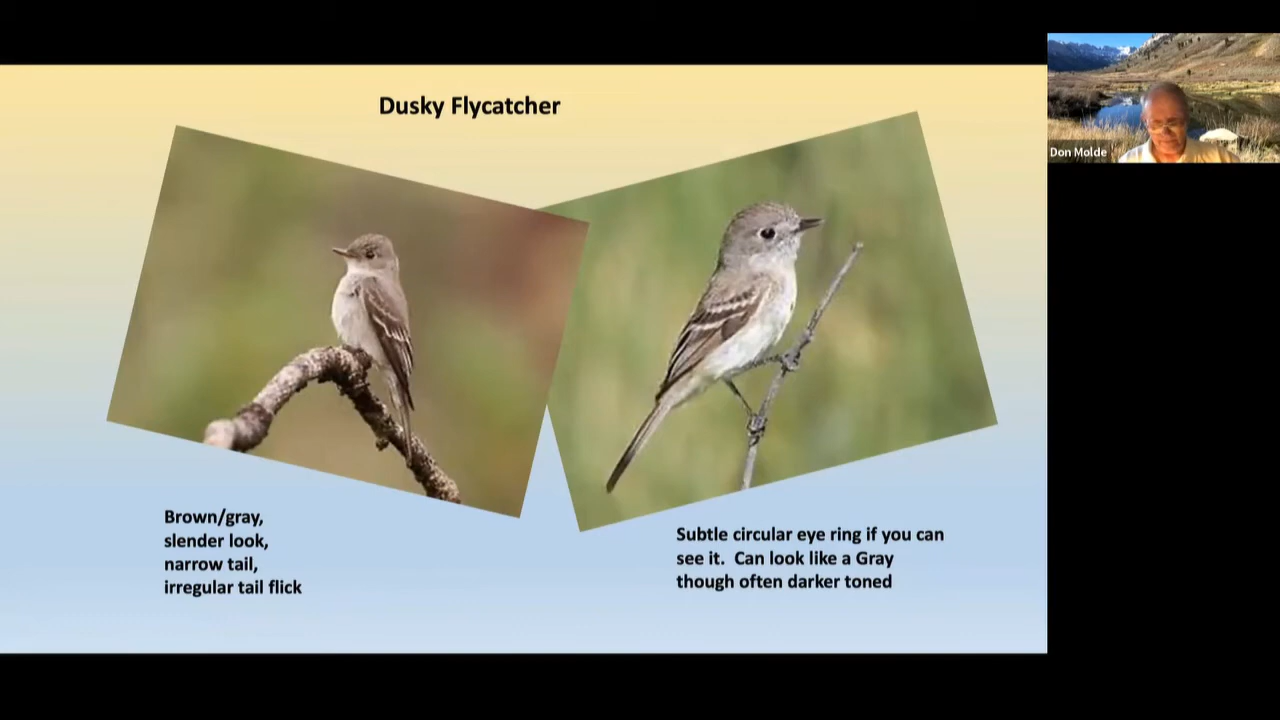 Dusky Flycatcher
Don Molde
Brown/gray,
slender look,
narrow tail,
irregular tail flick
Subtle circular eye ring if you can
see it. Can look like a Gray
though often darker toned